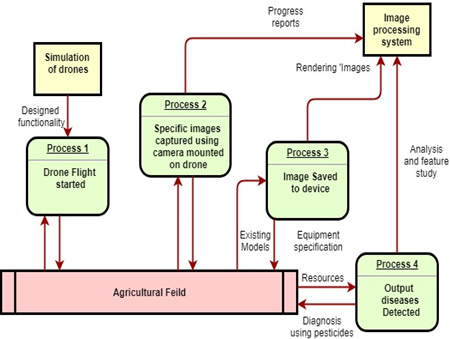 Progress
reports
Image
processing
system
Simulation
of drones
Rendering 'Images
Designed
functionality
Process 1
Drone Flight
started
Process 2
Specific images
captured using
camera mounted
on drone
Process 3
Image Saved
to device
Analysis
and feature
study
Existing
Models
Equipment
specification
Process 4
Output
diseases
Detected
Agricultural Feild
Resources
Diagnosis
using pesticides